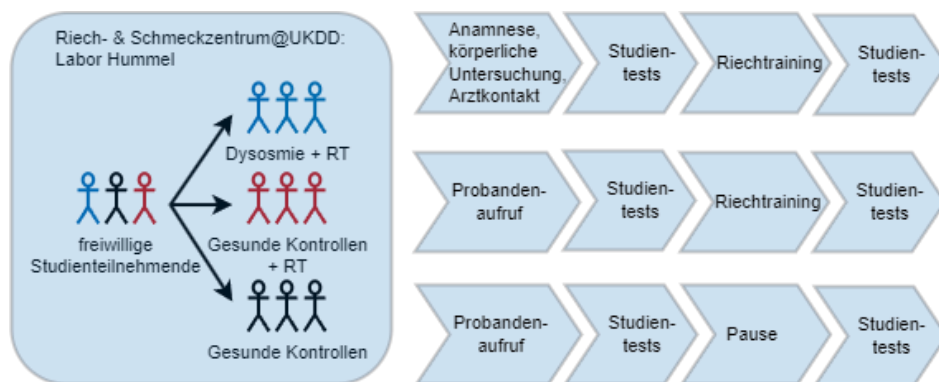 Riech- & Schmeckzentrum@UKDD:
Labor Hummel
Dysosmie + RT
freiwillige
Studienteilnehmende
Gesunde Kontrollen
+ RT
Gesunde Kontrollen
Anamnese,
körperliche
Untersuchung,
Arztkontakt
Studien-
tests
Riechtraining
Studien-
tests
Probanden-
aufruf
Studien-
tests
Riechtraining
Studien-
tests
Probanden-
aufruf
Studien-
tests
Pause
Studien-
tests